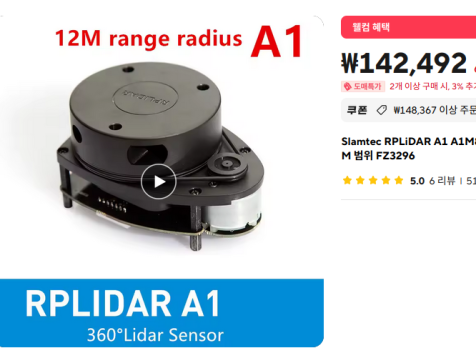 12M range radius A1
RPLIDAR
RPLIDAR A1
360°Lidar Sensor
웰컴 혜택
₩142,492
도매특가 2개 이상 구매 시, 3% 추
쿠폰 ₩148,367 이상 주문
Slamtec RPLiDAR A1 A1M
M 범위 FZ3296
5.0 6 리뷰 | 51